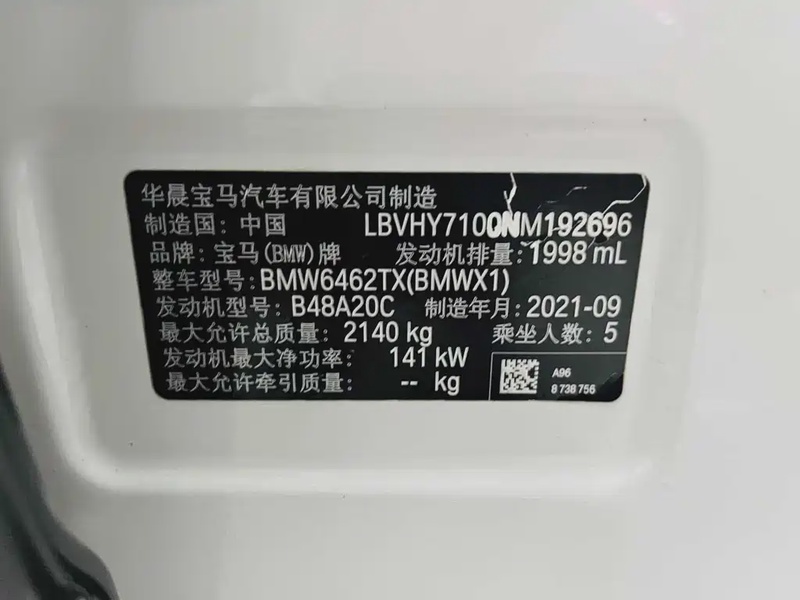 华晨宝马汽车有限公司制造
制造国: 中国 LBVHY7100NM192696
品牌: 宝马(BMW)牌 发动机排量: 1998 mL
整车型号: BMW6462TX(BMWX1)
发动机型号: B48A20C 制造年月: 2021-09
最大允许总质量: 2140 kg 乘坐人数: 5
发动机最大净功率: 141 kW
最大允许牵引质量: -- kg
A96
8 738 756